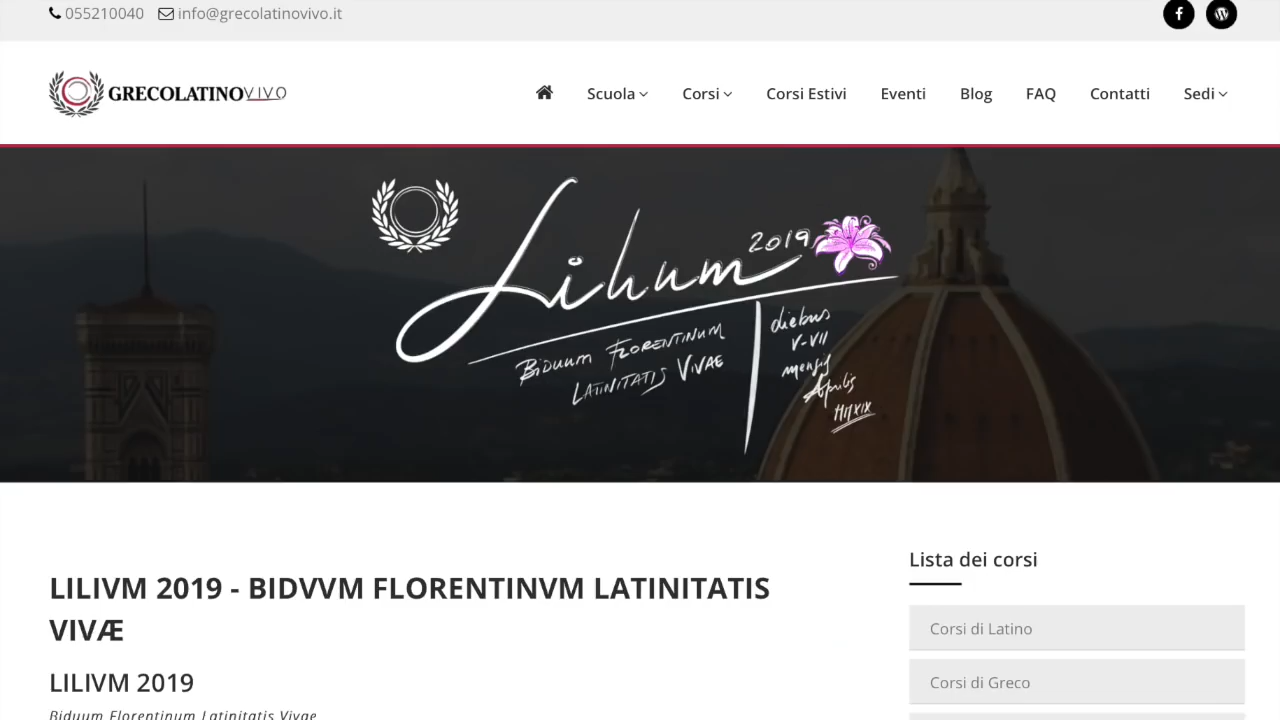 055210040 info@grecolatinovivo.it
GRECOLATINOVIVO
Scuola Corsi Corsi Estivi Eventi Blog FAQ Contatti Sedi
Lilium 2019
BIDUUM FLORENTINUM
LATINITATIS VIVAE
diebus
V-VII
mensis
Aprilis
MMXIX
Lista dei corsi
LILIVM 2019 - BIDVVM FLORENTINVM LATINITATIS
VIVÆ
Corsi di Latino
LILIVM 2019
Corsi di Greco
Biduum Florentinum Latinitatis Vivae